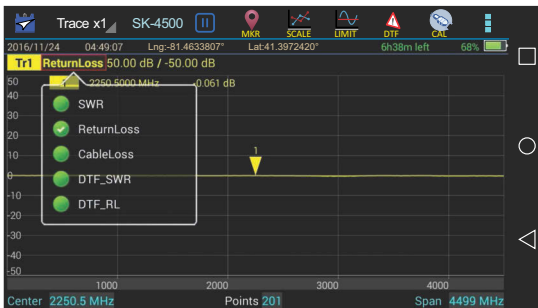 Trace x1 SK-4500 MKR SCALE LIMIT DTF CAL
2016/11/24 04:49:07 Lng:-81.4633807° Lat:41.3972420° 6h38m left 68%
Tr1 ReturnLoss 50.00 dB / -50.00 dB
50 2250.5000 MHz -0.061 dB
40
SWR
30
ReturnLoss
20
CableLoss
10
1
0
DTF_SWR
-10
DTF_RL
-20
-30
-40
-50
1000 2000 3000 4000
Center 2250.5 MHz Points 201 Span 4499 MHz